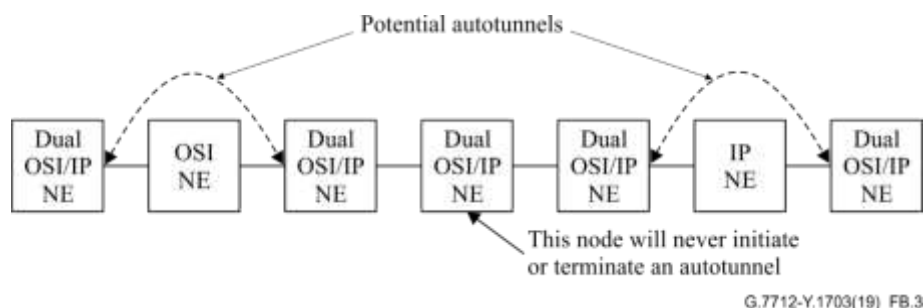 Potential autotunnels
Dual
OSI/IP
NE
OSI
NE
Dual
OSI/IP
NE
Dual
OSI/IP
NE
Dual
OSI/IP
NE
IP
NE
Dual
OSI/IP
NE
This node will never initiate
or terminate an autotunnel
G.7712-Y.1703(19)_FB.3